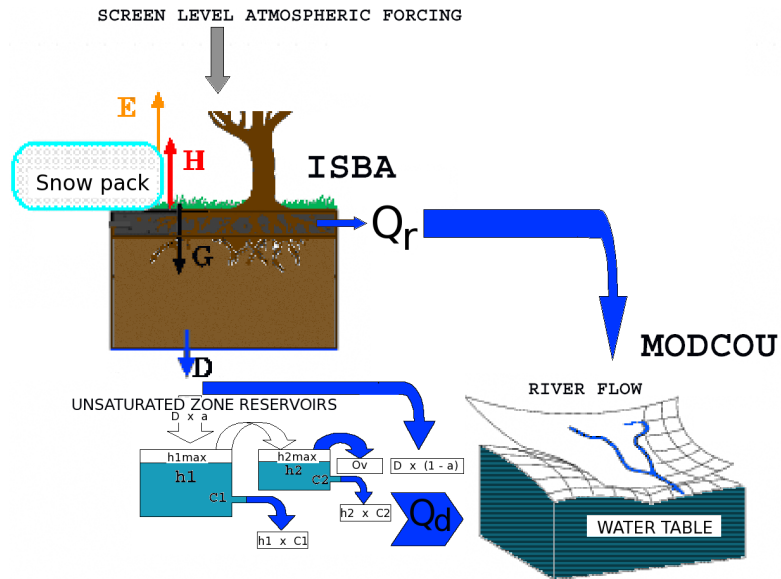 SCREEN LEVEL ATMOSPHERIC FORCING
E
H
ISBA
Snow pack
Qr
G
MODCOU
D
RIVER FLOW
UNSATURATED ZONE RESERVOIRS
D x a
h1max
h2max
h1
h2
Ov
D x (1 - a)
C2
C1
h2 x C2
Qd
WATER TABLE
h1 x C1